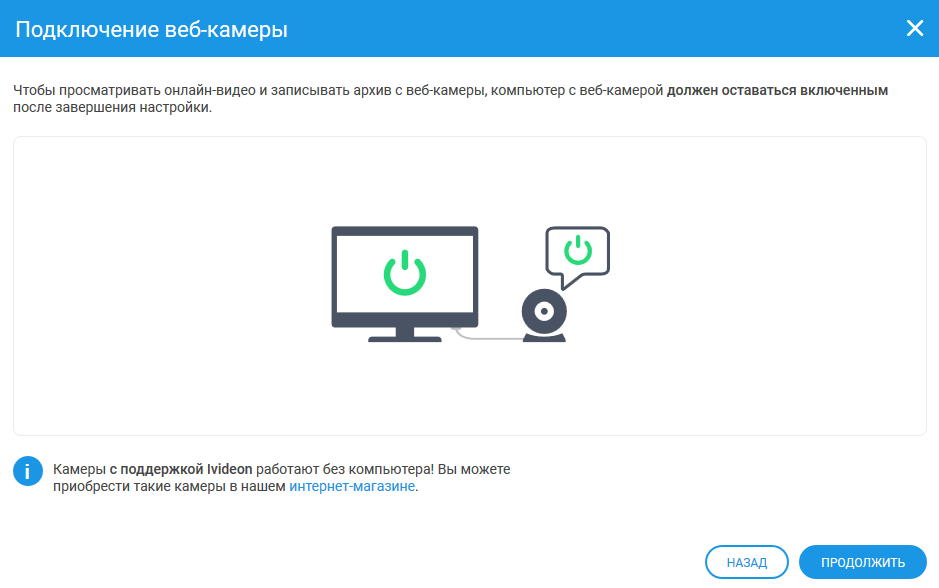 Подключение веб-камеры
Чтобы просматривать онлайн-видео и записывать архив с веб-камеры, компьютер с веб-камерой должен оставаться включенным
после завершения настройки.
Камеры с поддержкой Ivideon работают без компьютера! Вы можете
приобрести такие камеры в нашем интернет-магазине.
НАЗАД
ПРОДОЛЖИТЬ